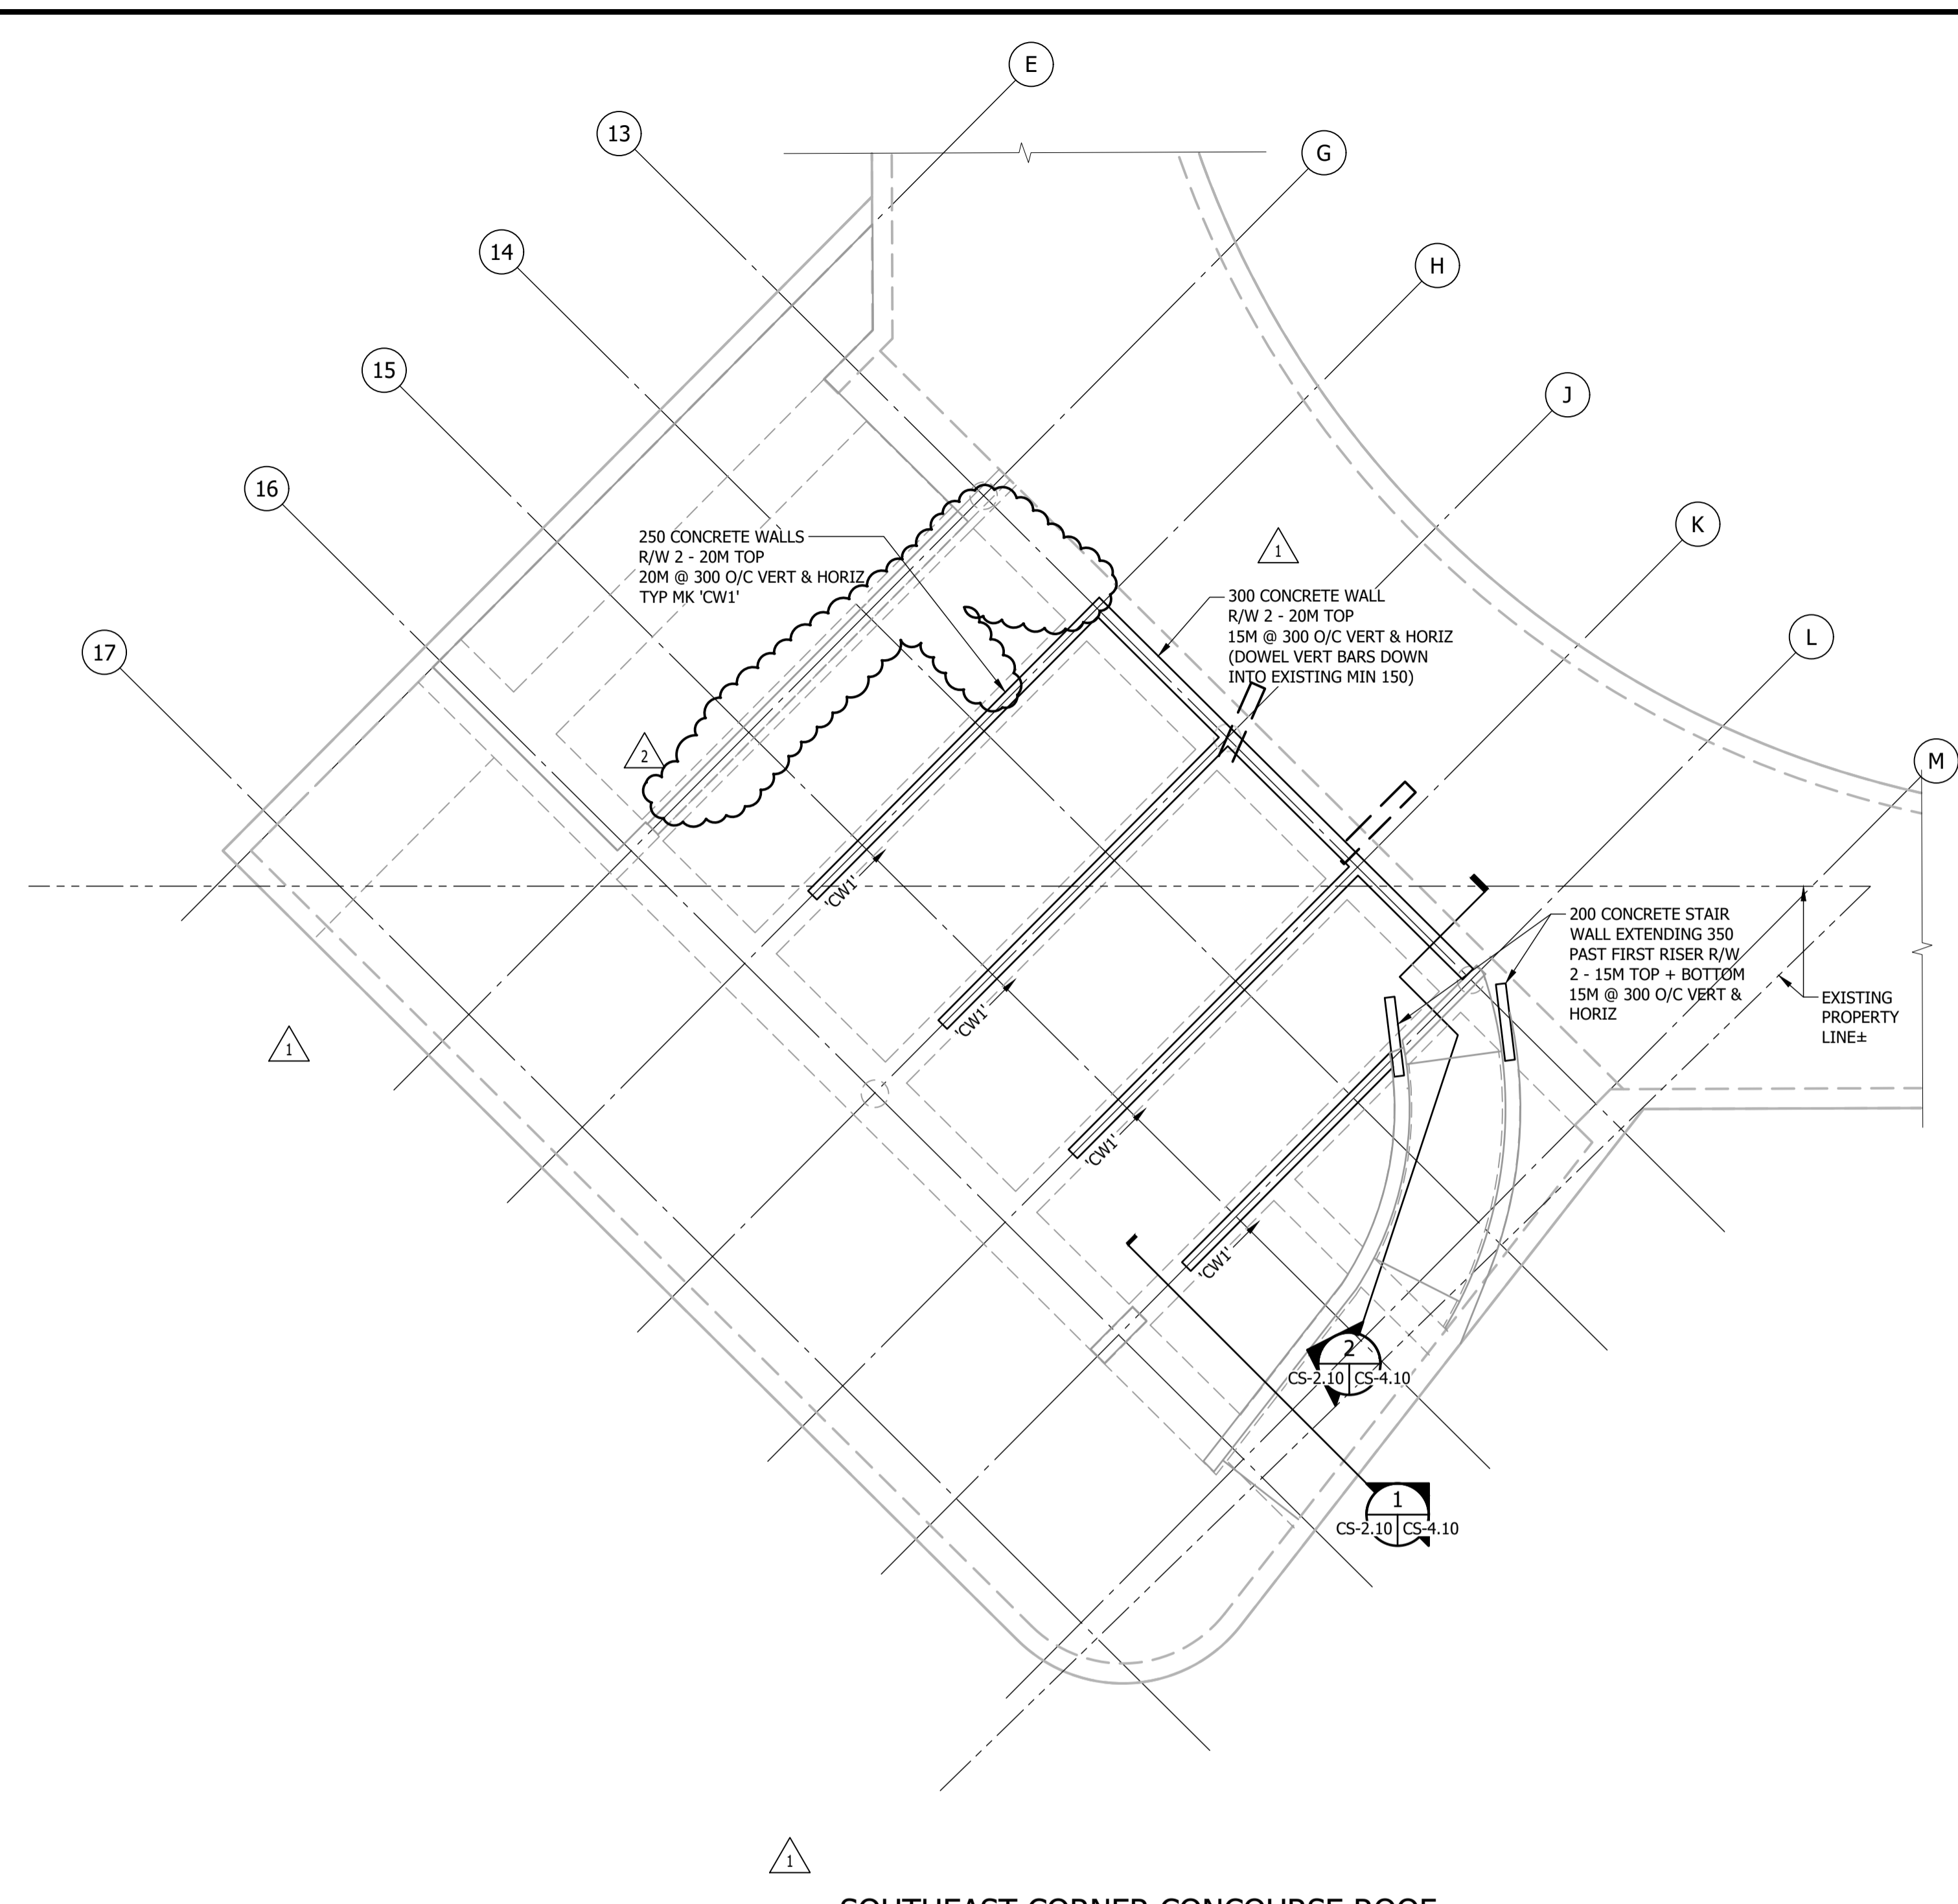 E
13
G
14
H
15
J
16
K
17
L
M
250 CONCRETE WALLS
R/W 2 - 20M TOP
20M @ 300 O/C VERT & HORIZ
TYP MK 'CW1'
1
300 CONCRETE WALL
R/W 2 - 20M TOP
15M @ 300 O/C VERT & HORIZ
(DOWEL VERT BARS DOWN
INTO EXISTING MIN 150)
2
'CW1'
'CW1'
'CW1'
'CW1'
200 CONCRETE STAIR
WALL EXTENDING 350
PAST FIRST RISER R/W
2 - 15M TOP + BOTTOM
15M @ 300 O/C VERT &
HORIZ
EXISTING
PROPERTY
LINE±
1
2
CS-2.10 CS-4.10
1
CS-2.10 CS-4.10
1
SOUTHEAST CORNER CONCOURSE ROOF